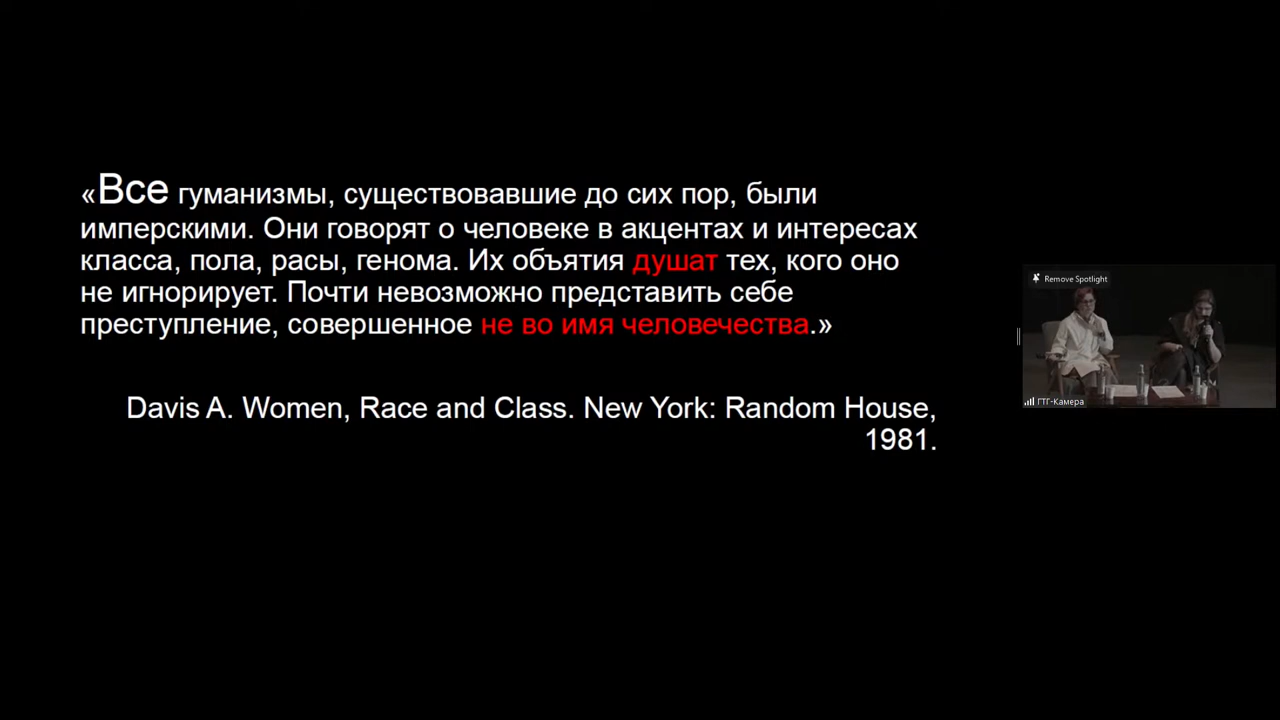 «Все гуманизмы, существовавшие до сих пор, были
имперскими. Они говорят о человеке в акцентах и интересах
класса, пола, расы, генома. Их объятия душат тех, кого оно
не игнорирует. Почти невозможно представить себе
преступление, совершенное не во имя человечества.»
Davis A. Women, Race and Class. New York: Random House,
1981.
Remove Spotlight
ГТГ-Камера